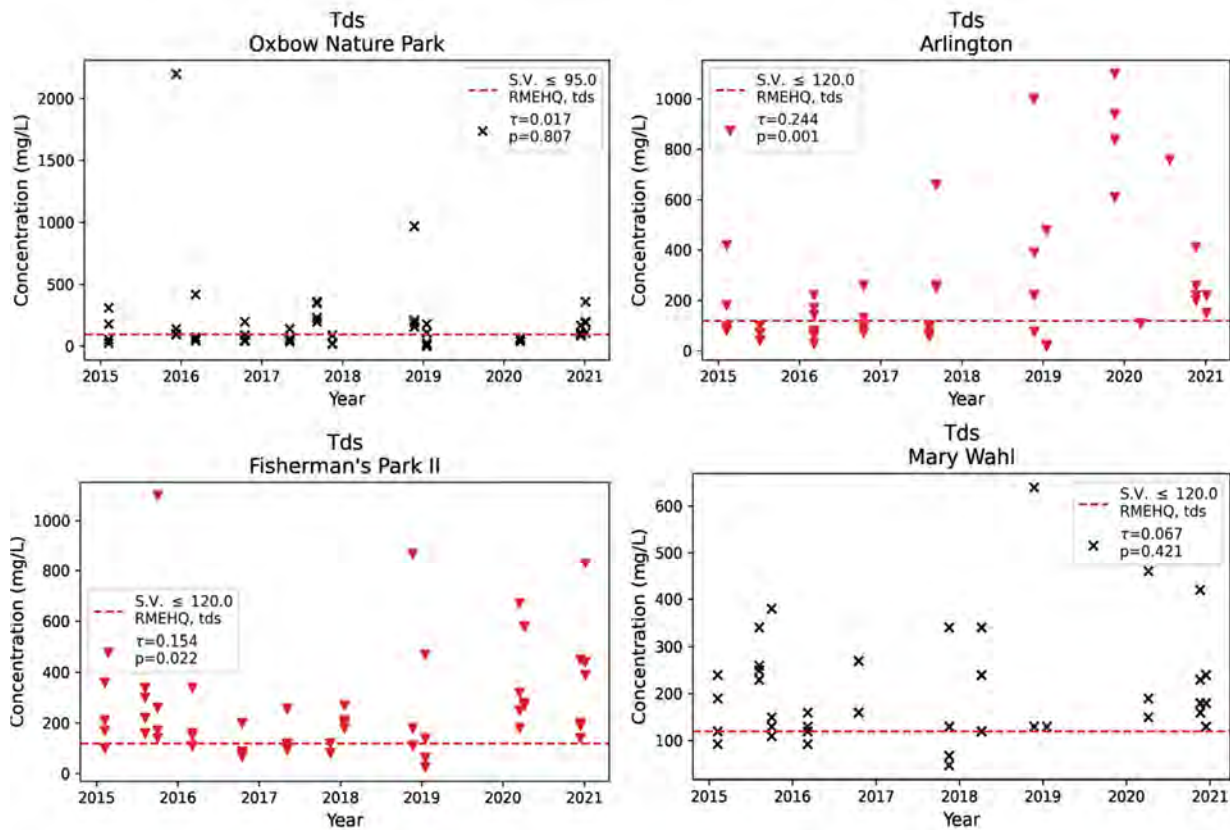 Tds
Oxbow Nature Park
Concentration (mg/L)
2000
1500
1000
500
0
S.V. ≤ 95.0
RMEHQ, tds
τ=0.017
p=0.807
2015 2016 2017 2018 2019 2020 2021
Year
Tds
Arlington
Concentration (mg/L)
1000
800
600
400
200
0
S.V. ≤ 120.0
RMEHQ, tds
τ=0.244
p=0.001
2015 2016 2017 2018 2019 2020 2021
Year
Tds
Fisherman's Park II
Concentration (mg/L)
1000
800
600
400
200
0
S.V. ≤ 120.0
RMEHQ, tds
τ=0.154
p=0.022
2015 2016 2017 2018 2019 2020 2021
Year
Tds
Mary Wahl
Concentration (mg/L)
600
500
400
300
200
100
S.V. ≤ 120.0
RMEHQ, tds
τ=0.067
p=0.421
2015 2016 2017 2018 2019 2020 2021
Year